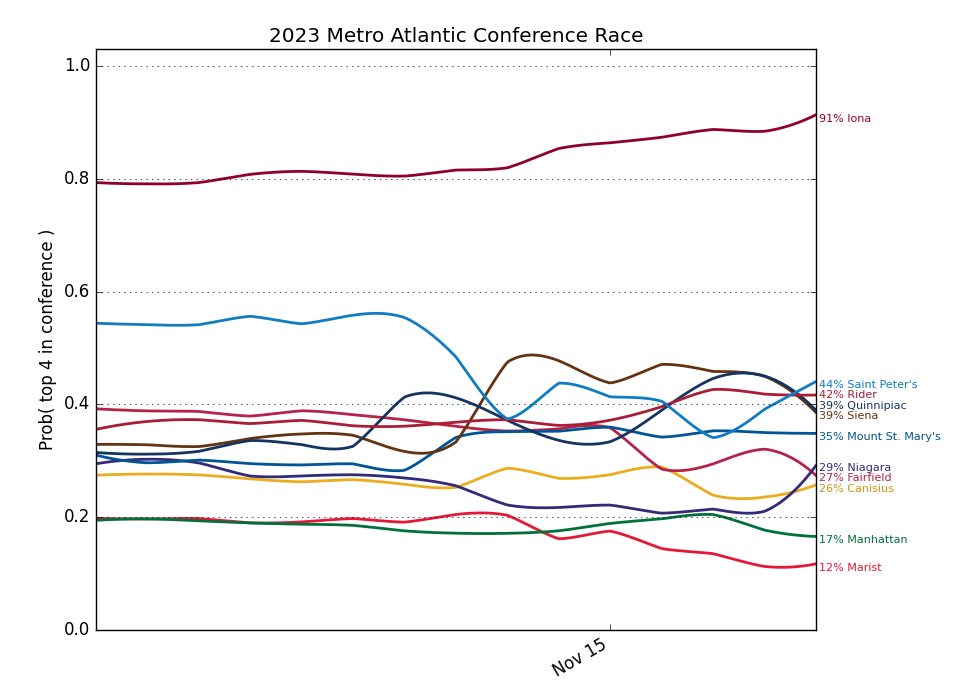 2023 Metro Atlantic Conference Race
Prob( top 4 in conference )
1.0
0.8
0.6
0.4
0.2
0.0
Nov 15
91% Iona
44% Saint Peter's
42% Rider
39% Quinnipiac
39% Siena
35% Mount St. Mary's
29% Niagara
27% Fairfield
26% Canisius
17% Manhattan
12% Marist